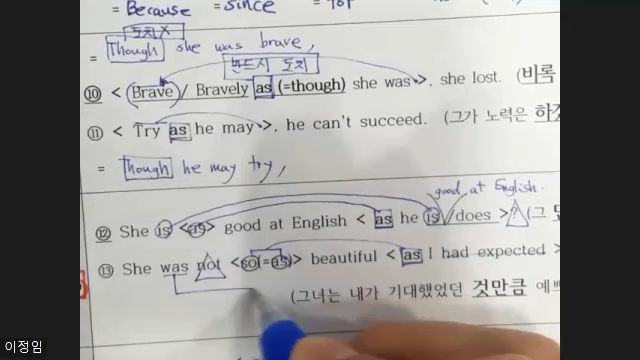 = Because = since = for
도치X
= Though she was brave,
반드시 도치
⑩ < Brave / Bravely as (=though) she was >, she lost. (비록
⑪ < Try as he may >, he can't succeed. (그가 노력은 하
= Though he may try,
good at English.
⑫ She is <as> good at English < as he is / does >? (그
⑬ She was not <so(=as)> beautiful < as I had expected >
(그녀는 내가 기대했었던 것만큼 예
이정임